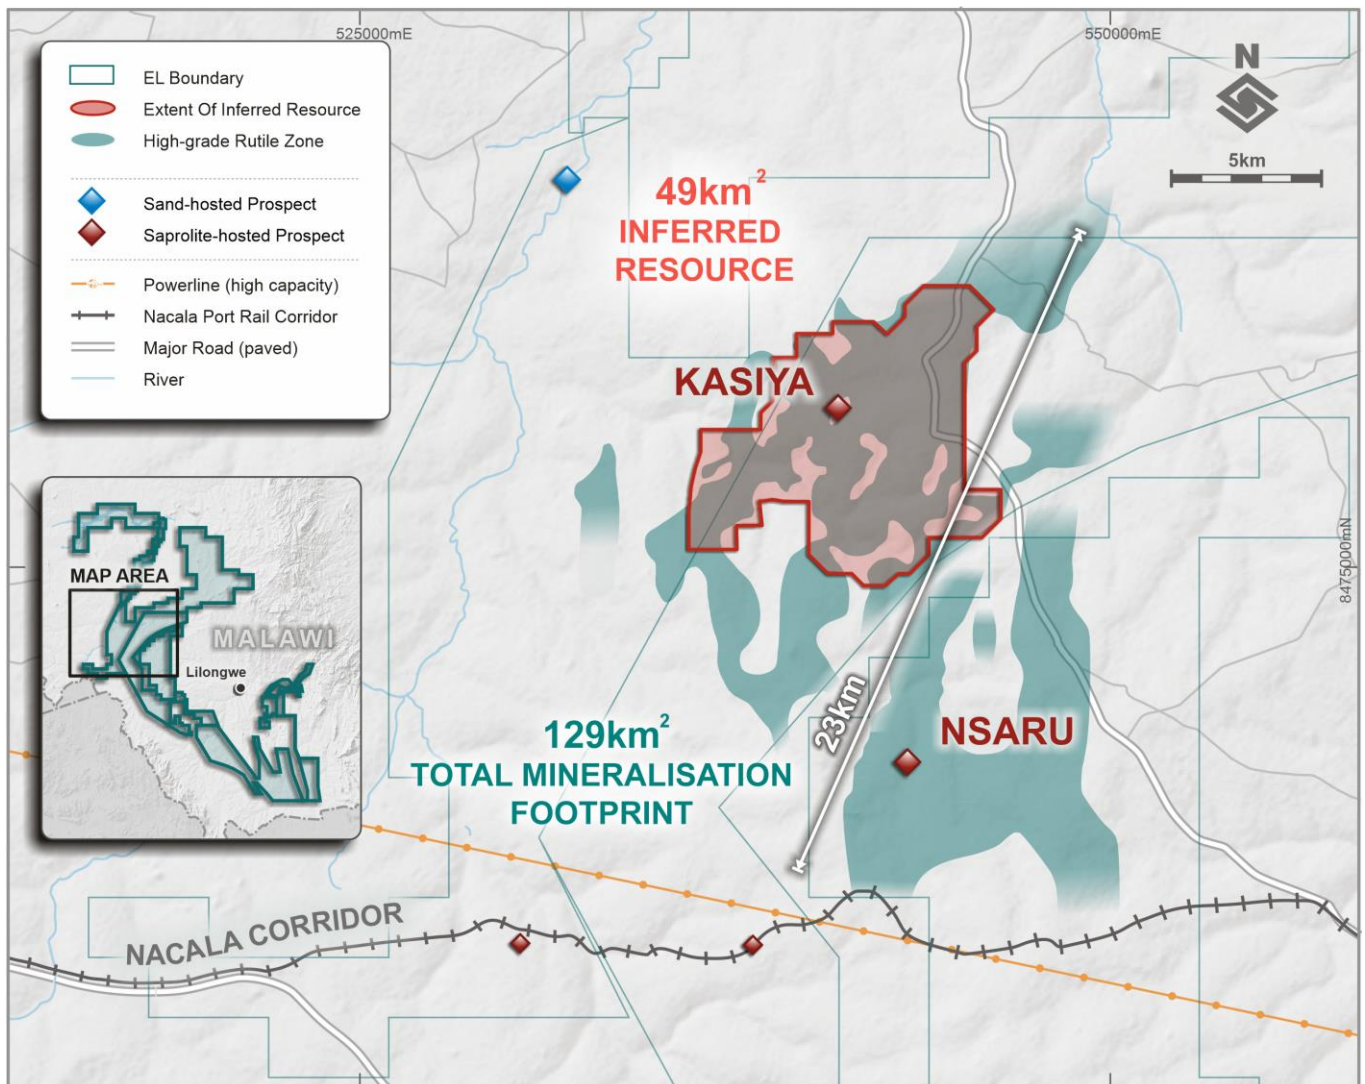 525000mE
550000mE
EL Boundary
Extent Of Inferred Resource
High-grade Rutile Zone
Sand-hosted Prospect
Saprolite-hosted Prospect
Powerline (high capacity)
Nacala Port Rail Corridor
Major Road (paved)
River
N
5km
49km²
INFERRED
RESOURCE
KASIYA
8475000mN
MAP AREA
MALAWI
Lilongwe
23km
NSARU
129km²
TOTAL MINERALISATION
FOOTPRINT
NACALA CORRIDOR